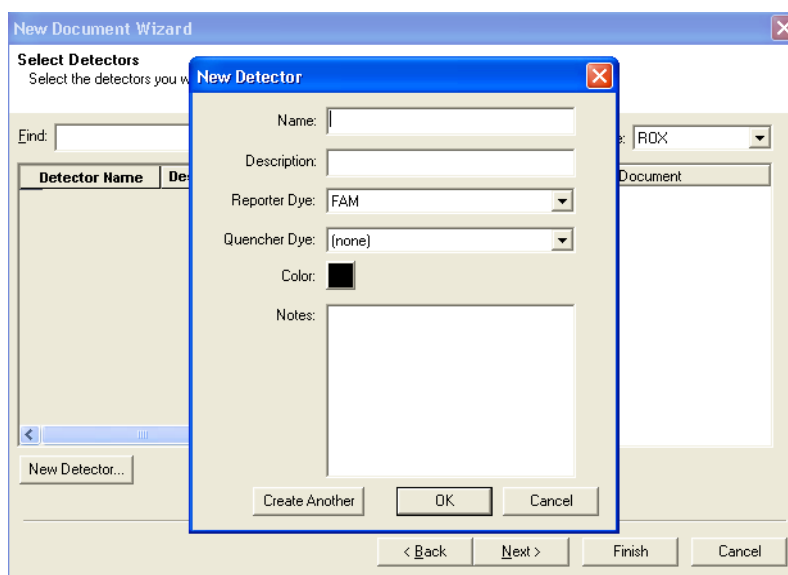 New Document Wizard
Select Detectors
Select the detectors you w
New Detector
Name:
Find:
e: ROX
Description:
Detector Name
Des
Document
Reporter Dye: FAM
Quencher Dye: (none)
Color:
Notes:
New Detector...
Create Another
OK
Cancel
< Back
Next >
Finish
Cancel